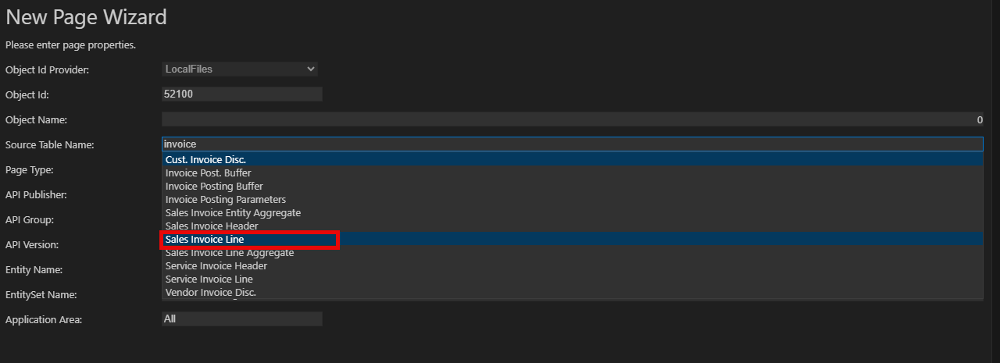 New Page Wizard
Please enter page properties.
Object Id Provider: LocalFiles
Object Id: 52100
Object Name: 0
Source Table Name: invoice
Cust. Invoice Disc.
Page Type: Invoice Post. Buffer
Invoice Posting Buffer
API Publisher: Invoice Posting Parameters
Sales Invoice Entity Aggregate
API Group: Sales Invoice Header
Sales Invoice Line
API Version: Sales Invoice Line Aggregate
Entity Name: Service Invoice Header
Service Invoice Line
EntitySet Name: Vendor Invoice Disc.
Application Area: All